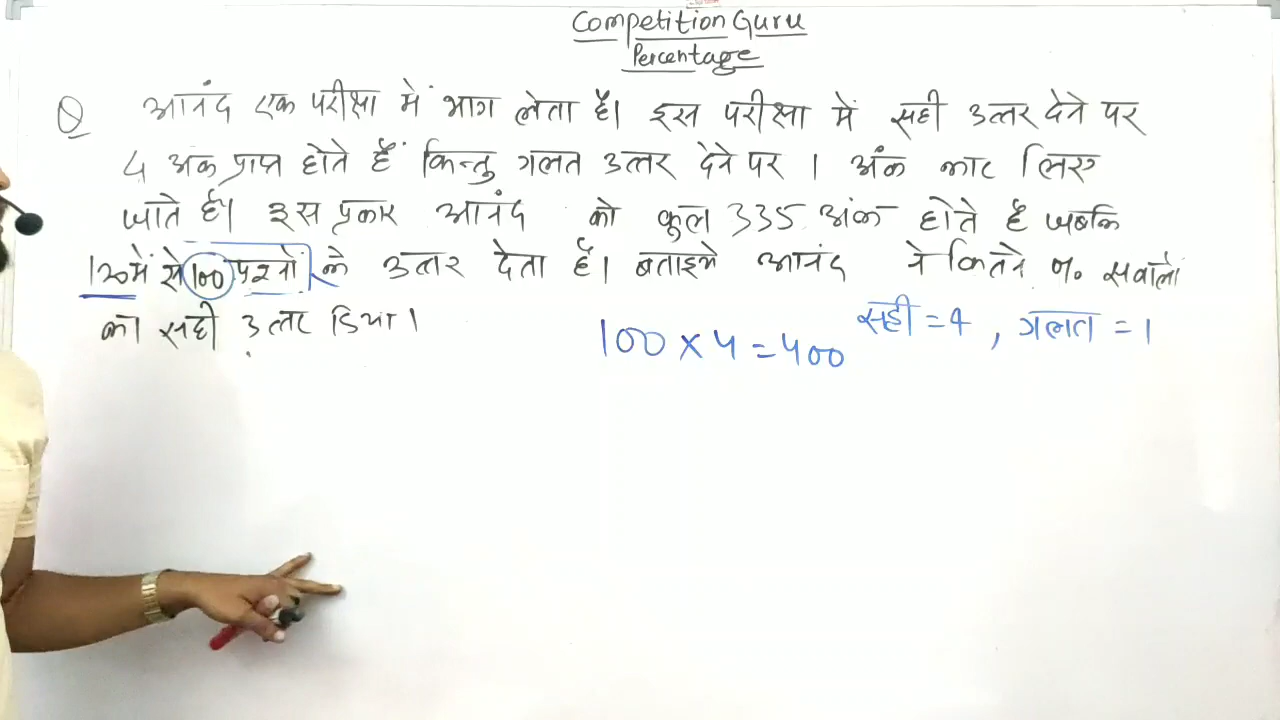 Competition Guru
Percentage
Q आनंद एक परीक्षा में भाग लेता है। इस परीक्षा में सही उत्तर देने पर
4 अंक प्राप्त होते हैं किन्तु गलत उत्तर देने पर 1 अंक काट लिए
जाते है। इस प्रकार आनंद को कुल 335 अंक होते है जबकि
120 में से 100 प्रश्नों के उत्तर देता है। बताइये आनंद ने कितने % सवालो
का सही उत्तर दिया।
सही = 4 , गलत = 1
100 × 4 = 400